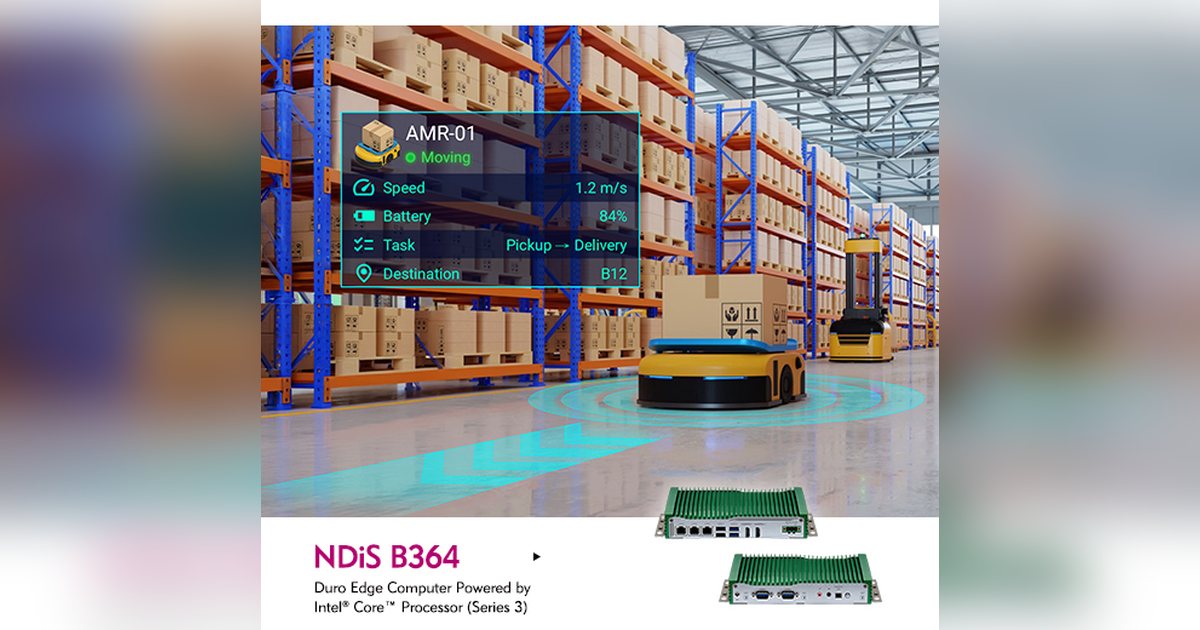 AMR-01
Moving
Speed 1.2 m/s
Battery 84%
Task Pickup → Delivery
Destination B12
NDiS B364
Duro Edge Computer Powered by
Intel® Core™ Processor (Series 3)